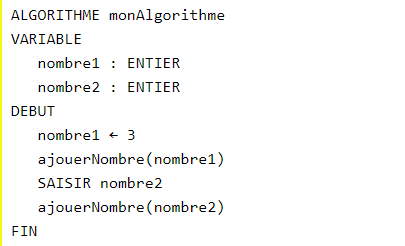 ALGORITHME monAlgorithme
VARIABLE
nombre1 : ENTIER
nombre2 : ENTIER
DEBUT
nombre1 ← 3
ajouerNombre(nombre1)
SAISIR nombre2
ajouerNombre(nombre2)
FIN